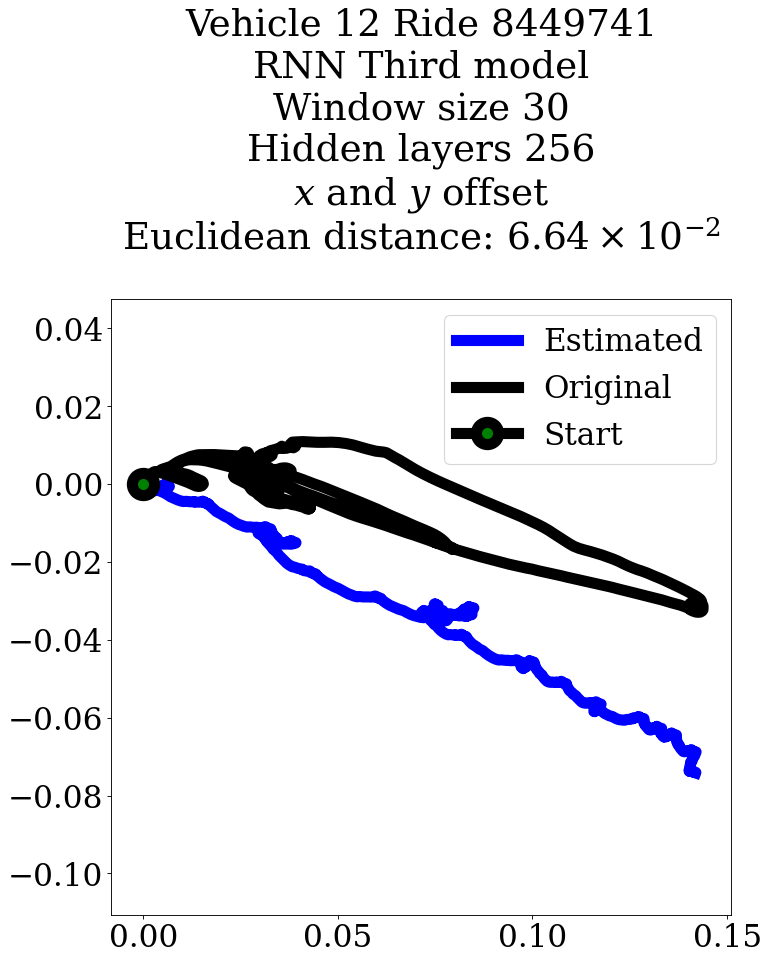 Vehicle 12 Ride 8449741
RNN Third model
Window size 30
Hidden layers 256
x and y offset
Euclidean distance: 6.64 × 10⁻²
Estimated
Original
Start
0.04
0.02
0.00
−0.02
−0.04
−0.06
−0.08
−0.10
0.00 0.05 0.10 0.15